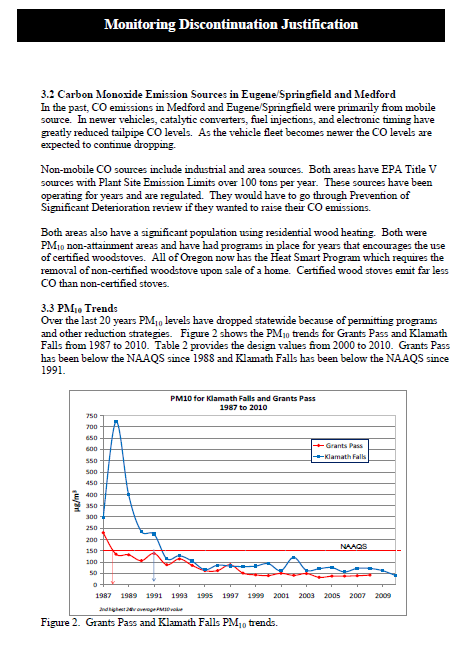 Monitoring Discontinuation Justification
3.2 Carbon Monoxide Emission Sources in Eugene/Springfield and Medford
In the past, CO emissions in Medford and Eugene/Springfield were primarily from mobile
source. In newer vehicles, catalytic converters, fuel injections, and electronic timing have
greatly reduced tailpipe CO levels. As the vehicle fleet becomes newer the CO levels are
expected to continue dropping.
Non-mobile CO sources include industrial and area sources. Both areas have EPA Title V
sources with Plant Site Emission Limits over 100 tons per year. These sources have been
operating for years and are regulated. They would have to go through Prevention of
Significant Deterioration review if they wanted to raise their CO emissions.
Both areas also have a significant population using residential wood heating. Both were
PM10 non-attainment areas and have had programs in place for years that encourages the use
of certified woodstoves. All of Oregon now has the Heat Smart Program which requires the
removal of non-certified woodstove upon sale of a home. Certified wood stoves emit far less
CO than non-certified stoves.
3.3 PM10 Trends
Over the last 20 years PM10 levels have dropped statewide because of permitting programs
and other reduction strategies. Figure 2 shows the PM10 trends for Grants Pass and Klamath
Falls from 1987 to 2010. Table 2 provides the design values from 2000 to 2010. Grants Pass
has been below the NAAQS since 1988 and Klamath Falls has been below the NAAQS since
1991.
PM10 for Klamath Falls and Grants Pass
1987 to 2010
750
700
650
600
550
500
450
400
350
300
250
200
150
100
50
0
µg/m³
Grants Pass
Klamath Falls
NAAQS
1987 1989 1991 1993 1995 1997 1999 2001 2003 2005 2007 2009
2nd highest 24hr average PM10 value
Figure 2. Grants Pass and Klamath Falls PM10 trends.